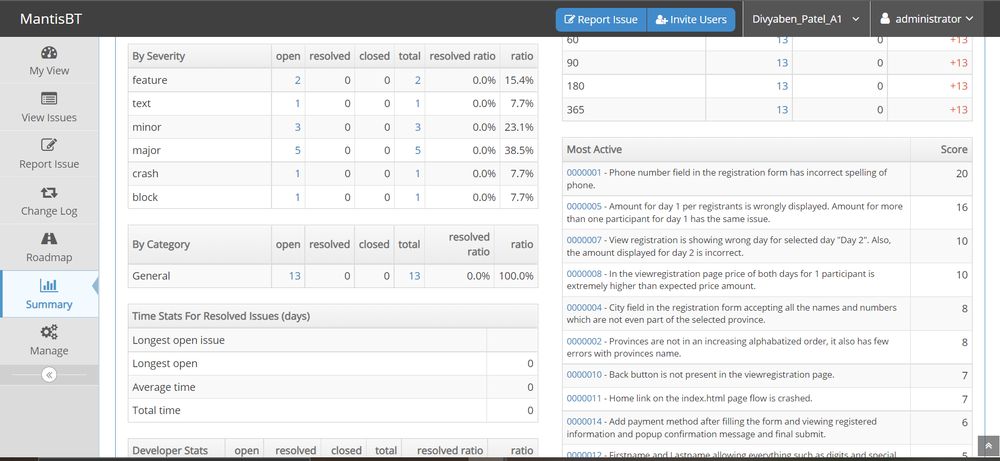 MantisBT
Report Issue
Invite Users
Divyaben_Patel_A1
administrator
My View
View Issues
Report Issue
Change Log
Roadmap
Summary
Manage
By Severity open resolved closed total resolved ratio ratio
feature 2 0 0 2 0.0% 15.4%
text 1 0 0 1 0.0% 7.7%
minor 3 0 0 3 0.0% 23.1%
major 5 0 0 5 0.0% 38.5%
crash 1 0 0 1 0.0% 7.7%
block 1 0 0 1 0.0% 7.7%
By Category open resolved closed total resolved
ratio ratio
General 13 0 0 13 0.0% 100.0%
Time Stats For Resolved Issues (days)
Longest open issue
Longest open 0
Average time 0
Total time 0
Developer Stats open resolved closed total resolved ratio ratio
60 13 0 +13
90 13 0 +13
180 13 0 +13
365 13 0 +13
Most Active Score
0000001 - Phone number field in the registration form has incorrect spelling of 20
phone.
0000005 - Amount for day 1 per registrants is wrongly displayed. Amount for more 16
than one participant for day 1 has the same issue.
0000007 - View registration is showing wrong day for selected day "Day 2". Also, 10
the amount displayed for day 2 is incorrect.
0000008 - In the viewregistration page price of both days for 1 participant is 10
extremely higher than expected price amount.
0000004 - City field in the registration form accepting all the names and numbers 8
which are not even part of the selected province.
0000002 - Provinces are not in an increasing alphabatized order, it also has few 8
errors with provinces name.
0000010 - Back button is not present in the viewregistration page. 7
0000011 - Home link on the index.html page flow is crashed. 7
0000014 - Add payment method after filling the form and viewing registered 6
information and popup confirmation message and final submit.
0000012 - Firstname and Lastname allowing everything such as digits and special 5